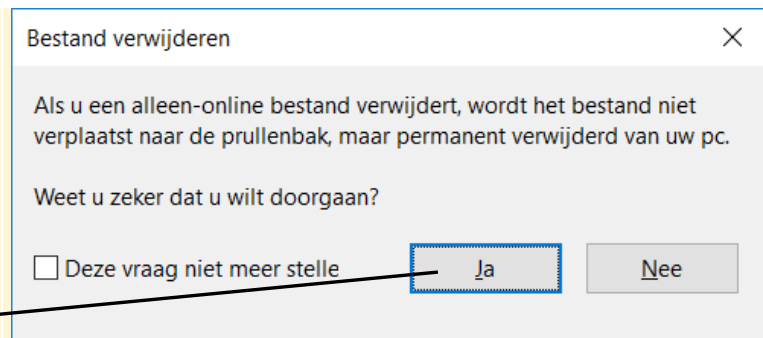 Bestand verwijderen
Als u een alleen-online bestand verwijdert, wordt het bestand niet
verplaatst naar de prullenbak, maar permanent verwijderd van uw pc.
Weet u zeker dat u wilt doorgaan?
Deze vraag niet meer stelle
Ja
Nee